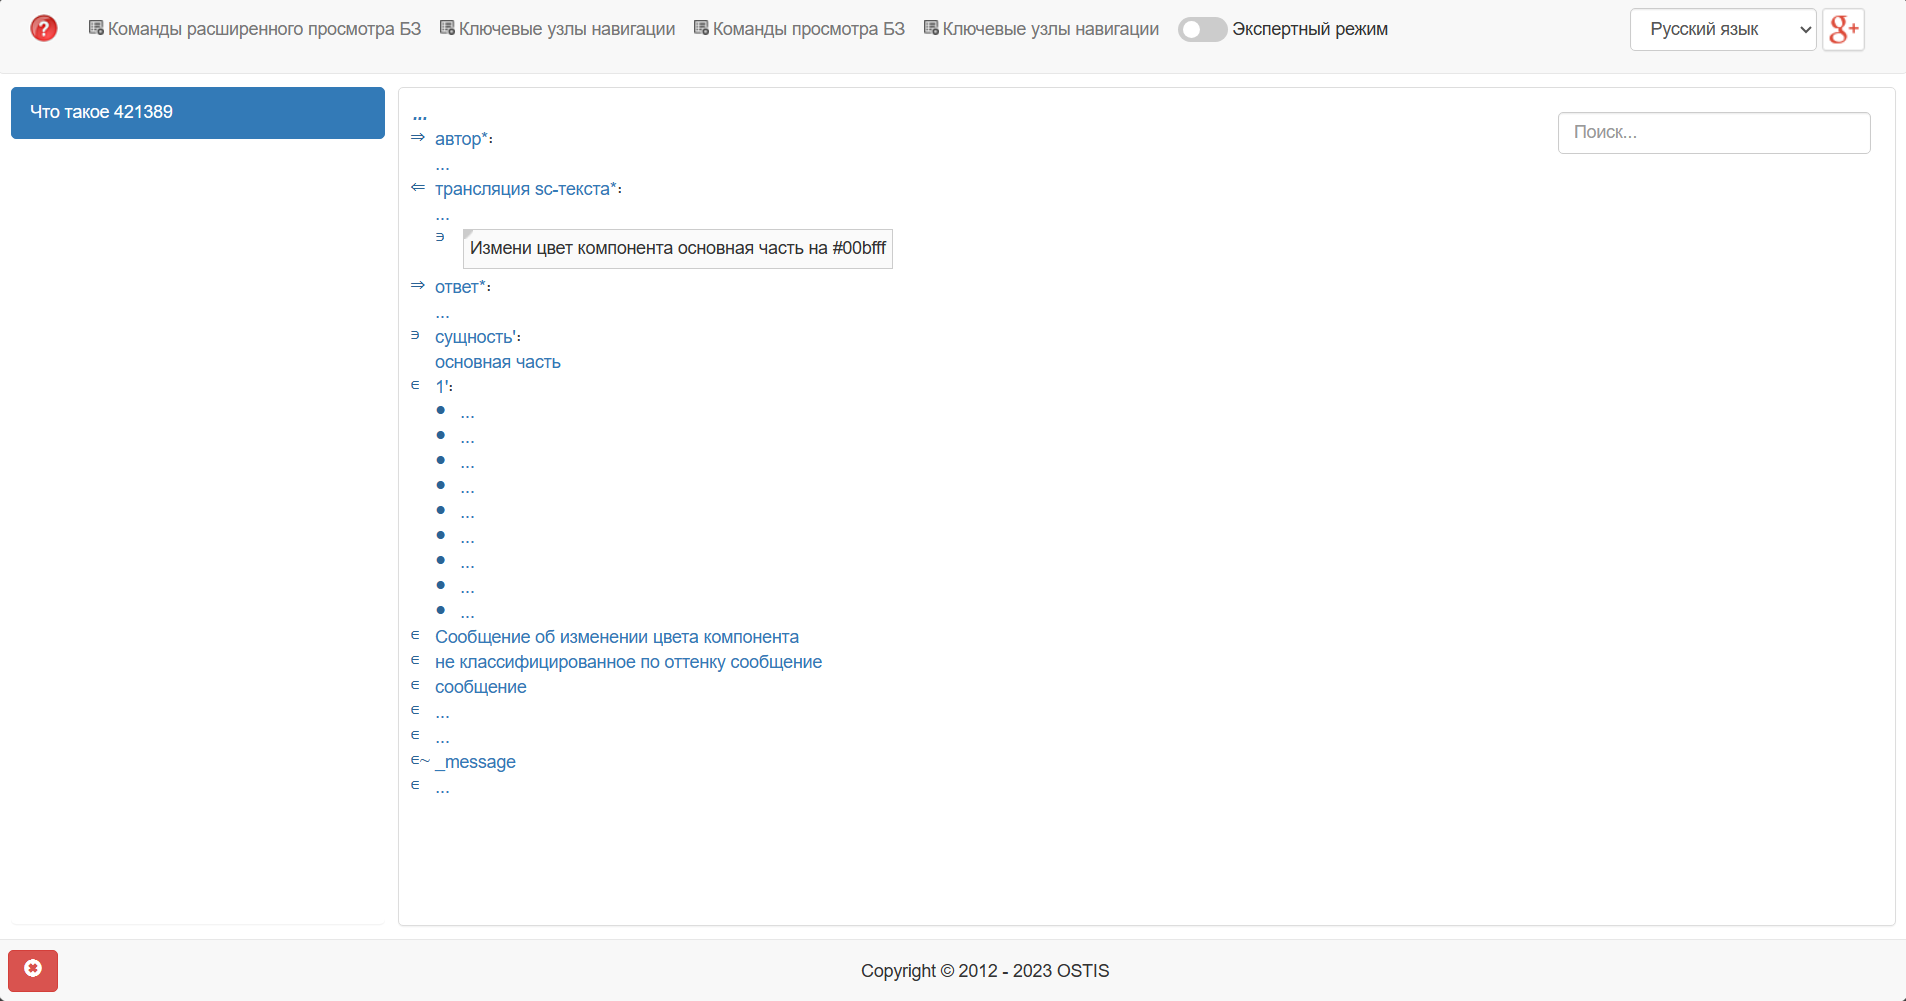 Команды расширенного просмотра БЗ Ключевые узлы навигации Команды просмотра БЗ Ключевые узлы навигации Экспертный режим Русский язык g+
Что такое 421389
Поиск...
...
⇒ автор*:
...
⇐ трансляция sc-текста*:
...
∍ Измени цвет компонента основная часть на #00bfff
⇒ ответ*:
...
∍ сущность':
основная часть
∊ 1':
● ...
● ...
● ...
● ...
● ...
● ...
● ...
● ...
● ...
∊ Сообщение об изменении цвета компонента
∊ не классифицированное по оттенку сообщение
∊ сообщение
∊ ...
∊ ...
∊~ _message
∊ ...
Copyright © 2012 - 2023 OSTIS